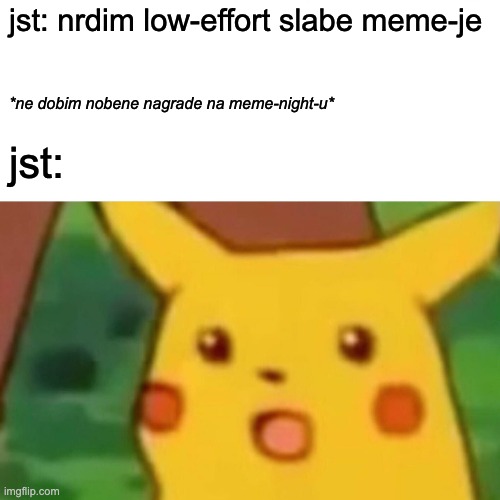 jst: nrdim low-effort slabe meme-je
*ne dobim nobene nagrade na meme-night-u*
jst:
imgflip.com